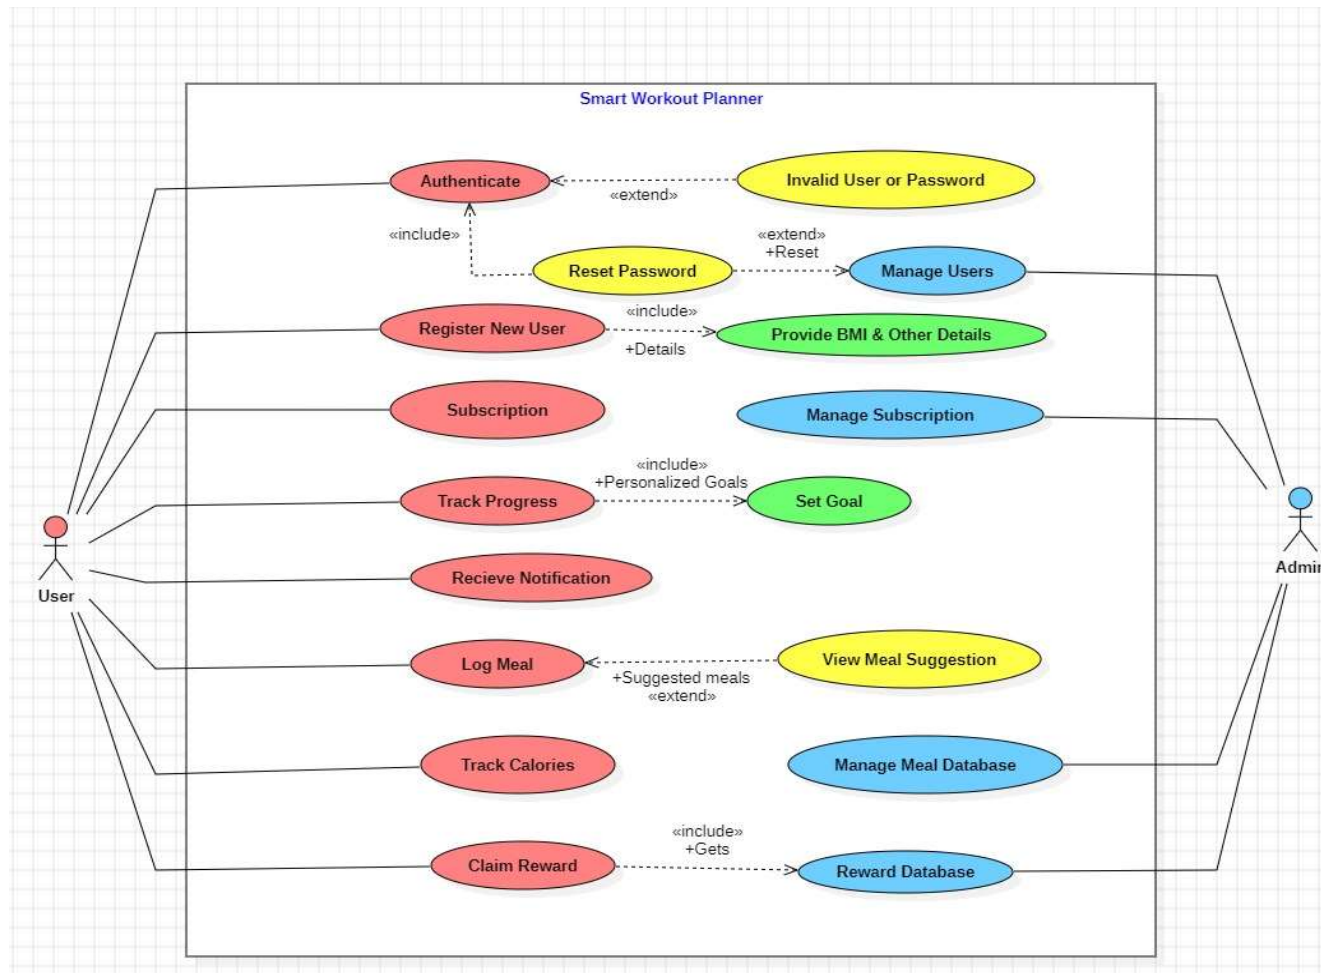 Smart Workout Planner
Authenticate
«extend»
Invalid User or Password
«include»
Reset Password
«extend»
+Reset
Manage Users
Register New User
«include»
+Details
Provide BMI & Other Details
Subscription
Manage Subscription
Track Progress
«include»
+Personalized Goals
Set Goal
User
Admin
Recieve Notification
Log Meal
+Suggested meals
«extend»
View Meal Suggestion
Track Calories
Manage Meal Database
Claim Reward
«include»
+Gets
Reward Database